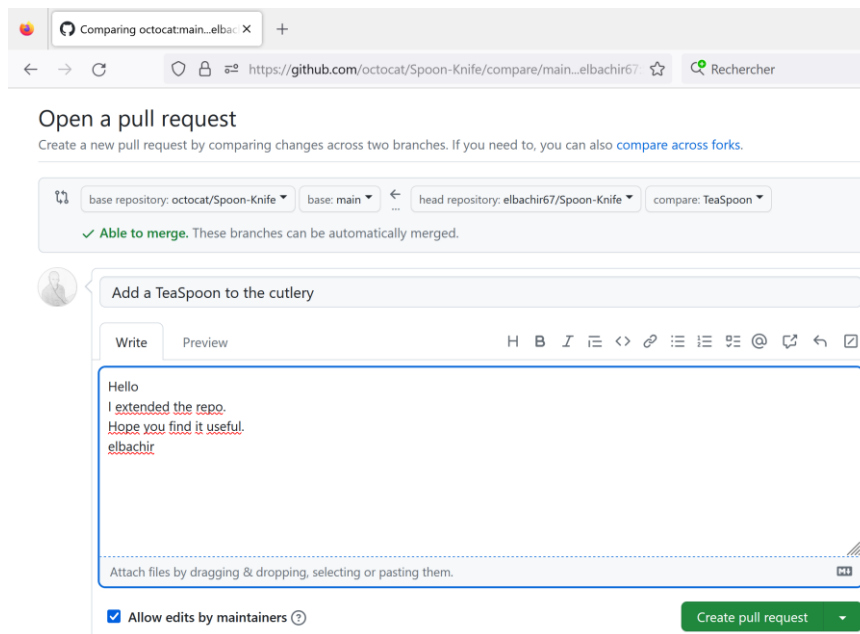 Comparing octocat:main...elbac
https://github.com/octocat/Spoon-Knife/compare/main...elbachir67:
Rechercher
Open a pull request
Create a new pull request by comparing changes across two branches. If you need to, you can also compare across forks.
base repository: octocat/Spoon-Knife base: main ← ... head repository: elbachir67/Spoon-Knife compare: TeaSpoon
Able to merge. These branches can be automatically merged.
Add a TeaSpoon to the cutlery
Write Preview
Hello
I extended the repo.
Hope you find it useful.
elbachir
Attach files by dragging & dropping, selecting or pasting them.
Allow edits by maintainers
Create pull request